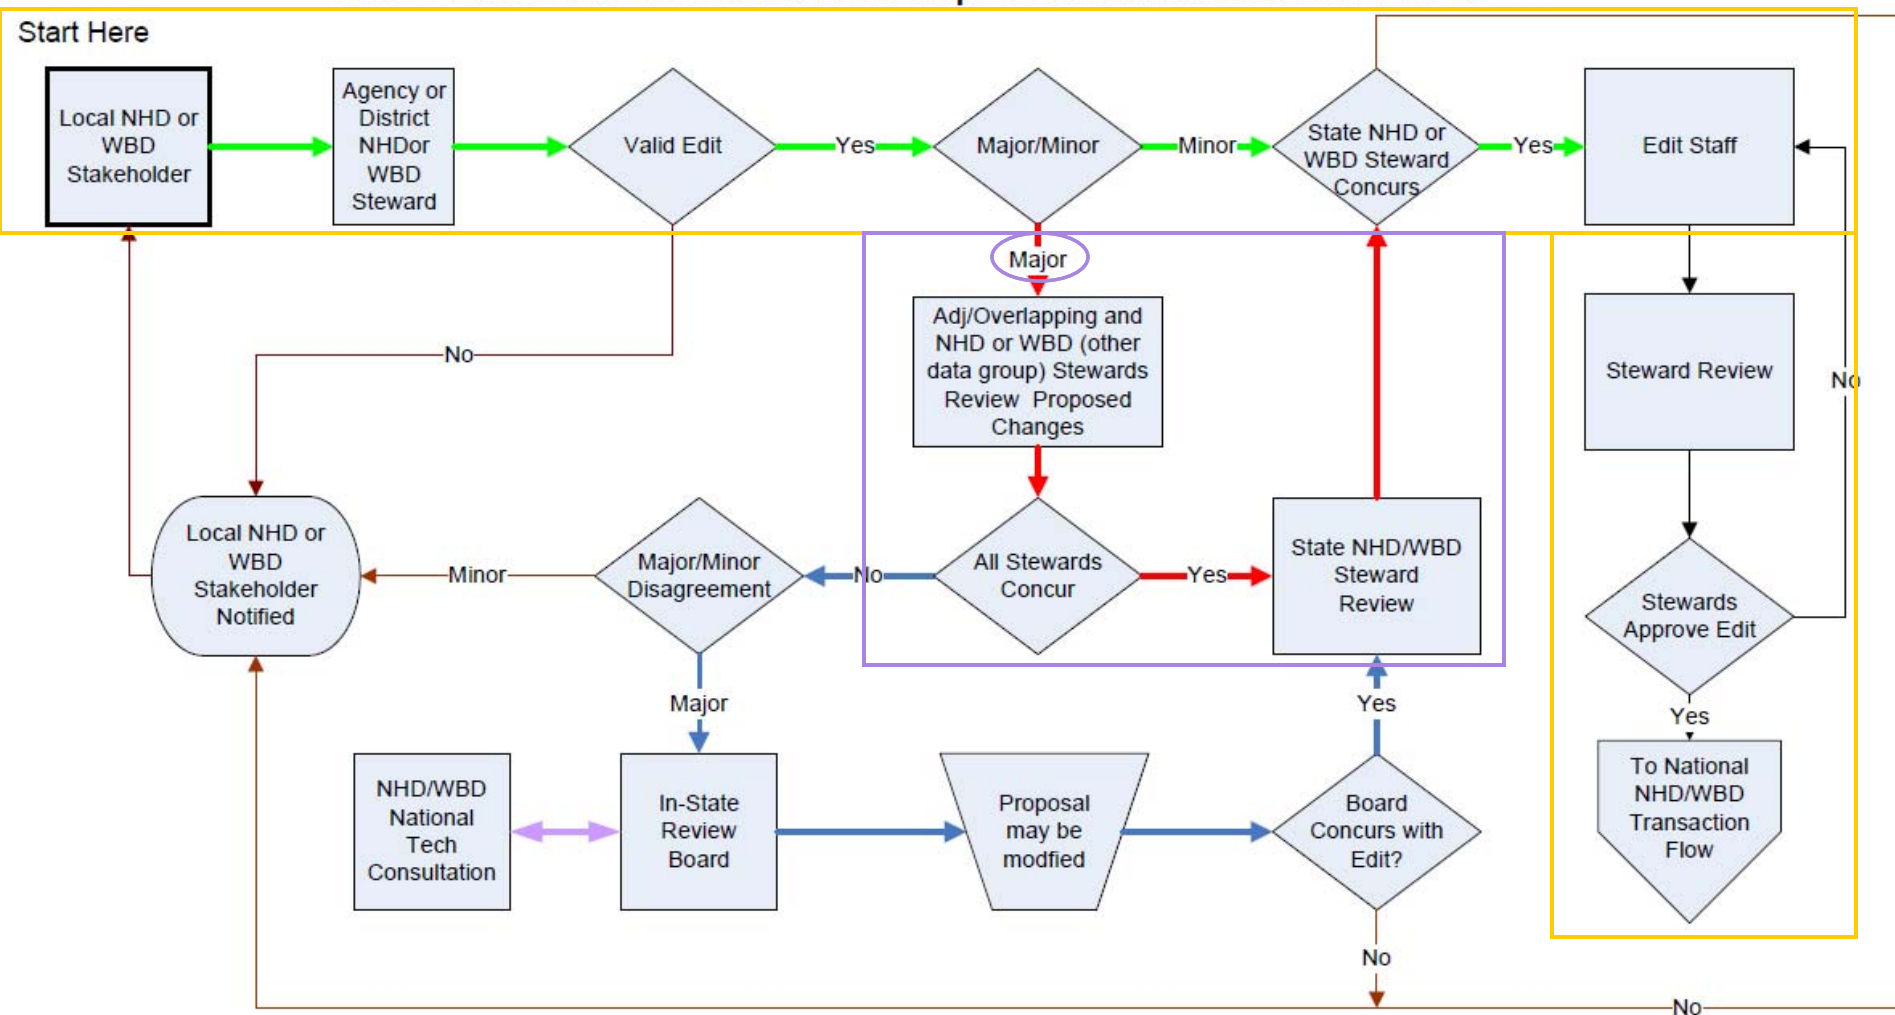 Start Here
Local NHD or
WBD
Stakeholder
Agency or
District
NHDor
WBD
Steward
Valid Edit
Yes
Major/Minor
Minor
State NHD or
WBD Steward
Concurs
Yes
Edit Staff
Major
Adj/Overlapping and
NHD or WBD (other
data group) Stewards
Review Proposed
Changes
No
Steward Review
No
Local NHD or
WBD
Stakeholder
Notified
Minor
Major/Minor
Disagreement
No
All Stewards
Concur
Yes
State NHD/WBD
Steward
Review
Stewards
Approve Edit
Major
Yes
Yes
NHD/WBD
National
Tech
Consultation
In-State
Review
Board
Proposal
may be
modfied
Board
Concurs with
Edit?
To National
NHD/WBD
Transaction
Flow
No
No